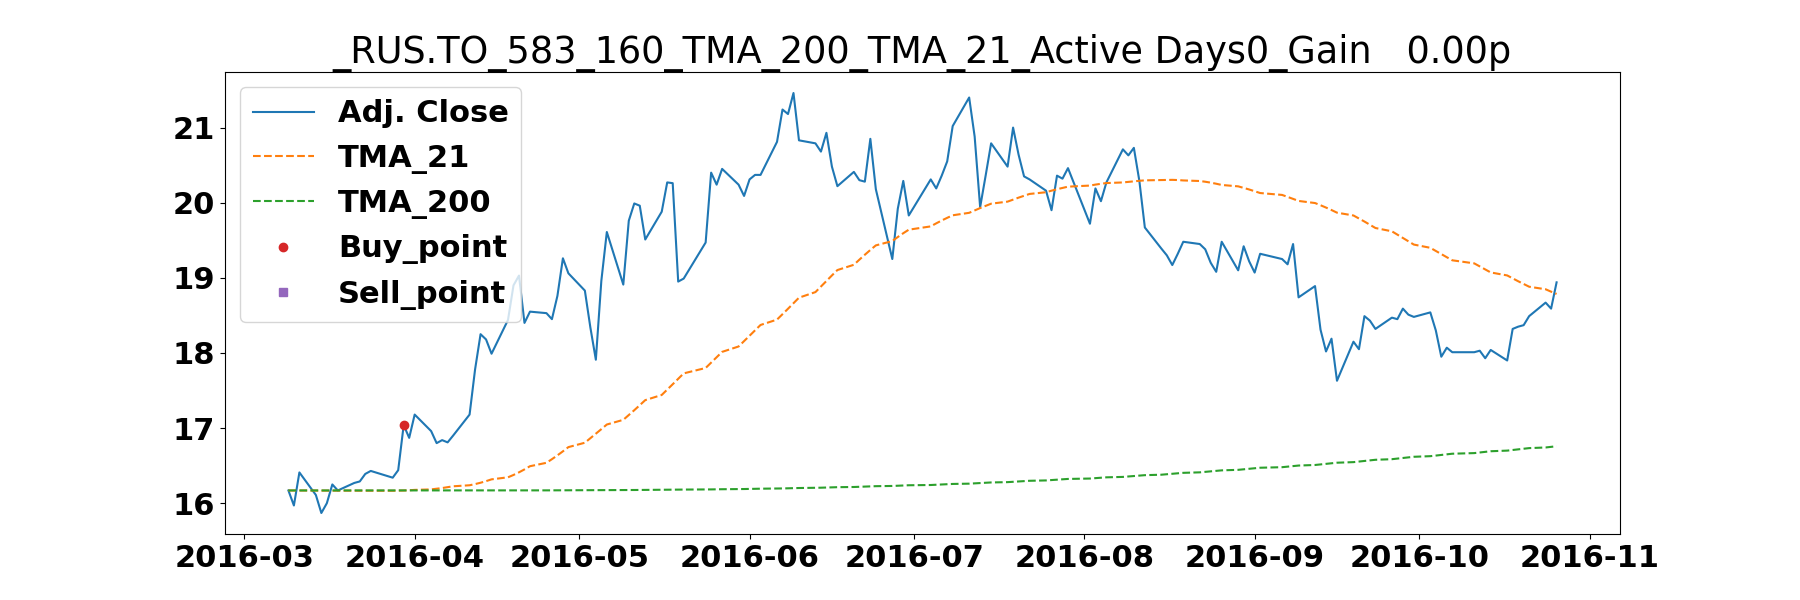 _RUS.TO_583_160_TMA_200_TMA_21_Active Days0_Gain   0.00p
Adj. Close
TMA_21
TMA_200
Buy_point
Sell_point
21
20
19
18
17
16
2016-03 2016-04 2016-05 2016-06 2016-07 2016-08 2016-09 2016-10 2016-11